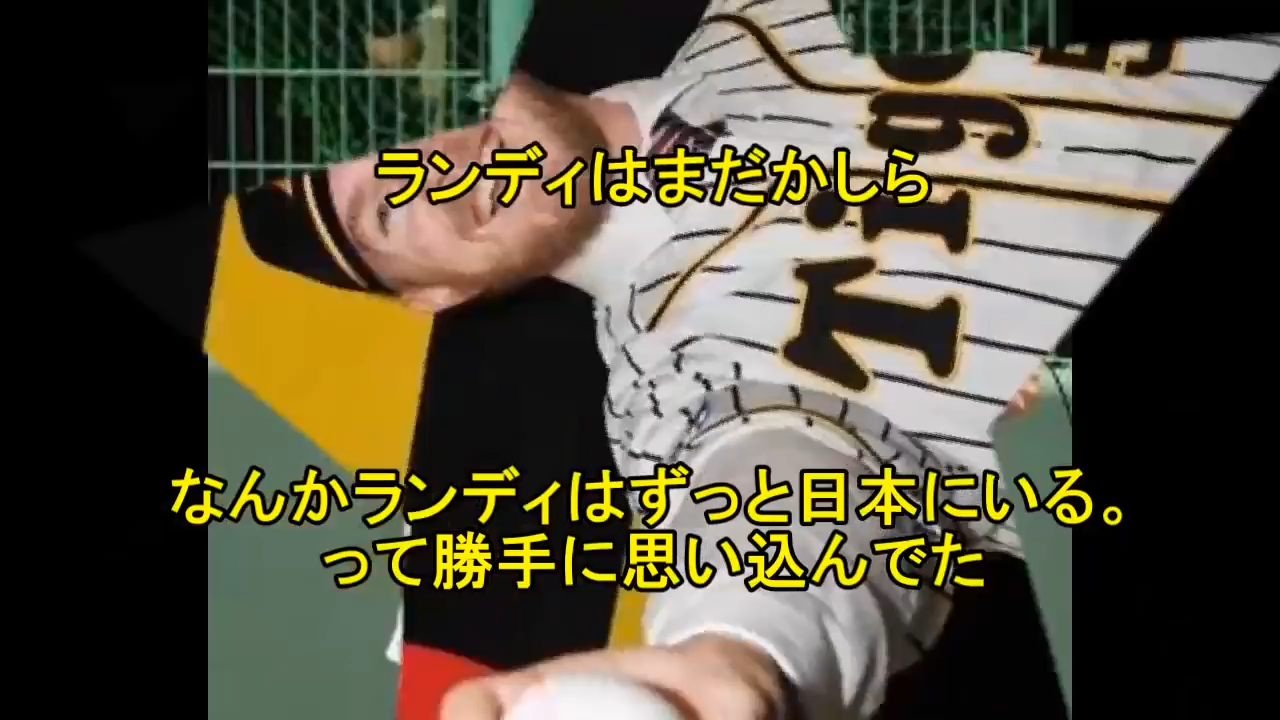 ランディはまだかしら
なんかランディはずっと日本にいる。
って勝手に思い込んでた
Tige